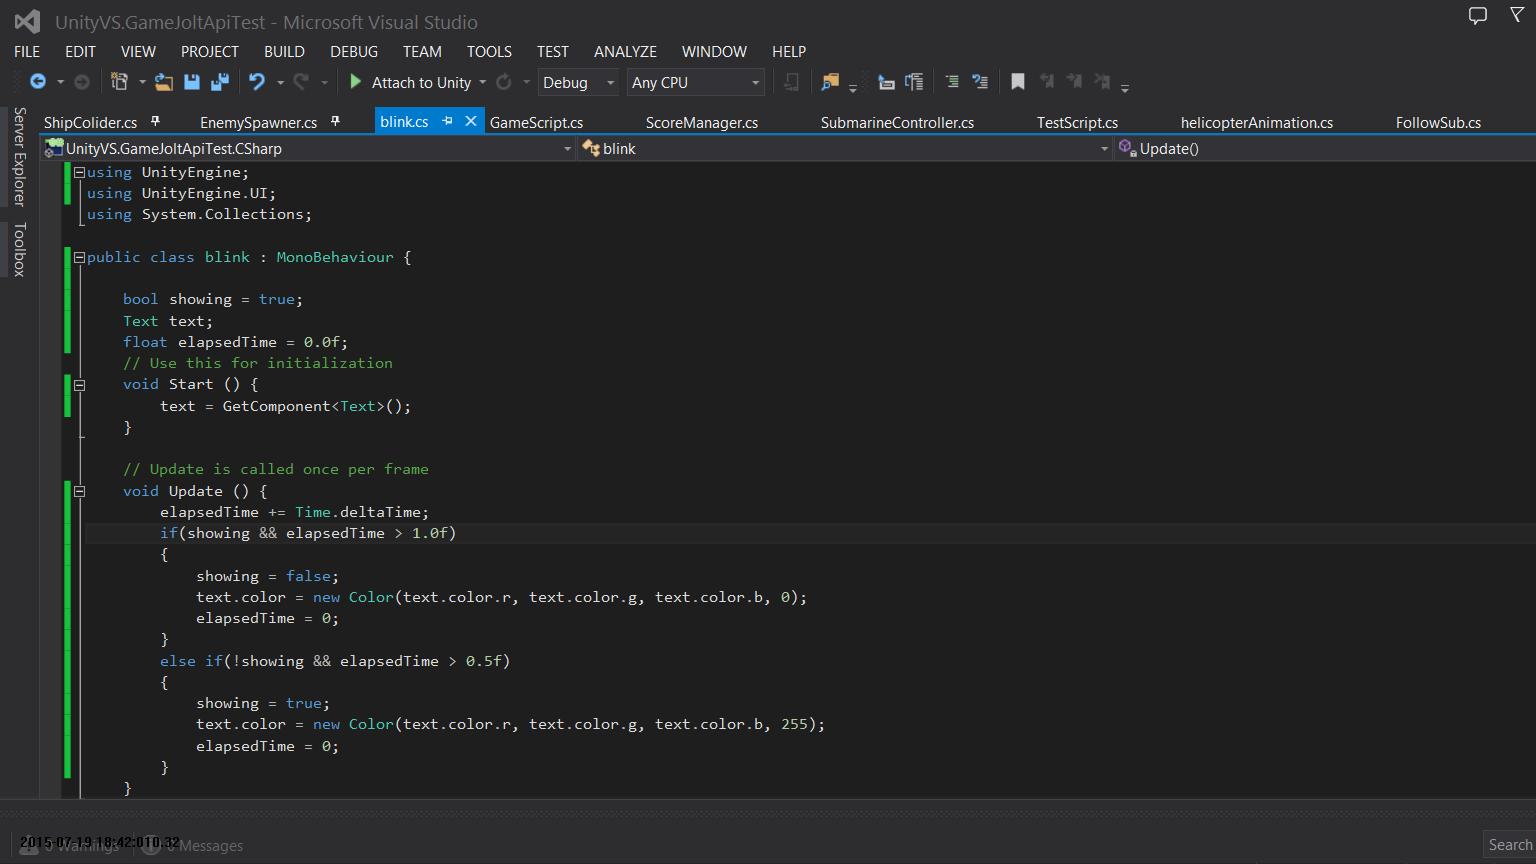 UnityVS.GameJoltApiTest - Microsoft Visual Studio
FILE EDIT VIEW PROJECT BUILD DEBUG TEAM TOOLS TEST ANALYZE WINDOW HELP
Attach to Unity Debug Any CPU
Server Explorer
Toolbox
ShipColider.cs EnemySpawner.cs blink.cs GameScript.cs ScoreManager.cs SubmarineController.cs TestScript.cs helicopterAnimation.cs FollowSub.cs
UnityVS.GameJoltApiTest.CSharp blink Update()
using UnityEngine;
using UnityEngine.UI;
using System.Collections;
public class blink : MonoBehaviour {
bool showing = true;
Text text;
float elapsedTime = 0.0f;
// Use this for initialization
void Start () {
text = GetComponent<Text>();
}
// Update is called once per frame
void Update () {
elapsedTime += Time.deltaTime;
if(showing && elapsedTime > 1.0f)
{
showing = false;
text.color = new Color(text.color.r, text.color.g, text.color.b, 0);
elapsedTime = 0;
}
else if(!showing && elapsedTime > 0.5f)
{
showing = true;
text.color = new Color(text.color.r, text.color.g, text.color.b, 255);
elapsedTime = 0;
}
}
2015-07-19 18:42:010.32
0 Warnings 0 Messages
Search